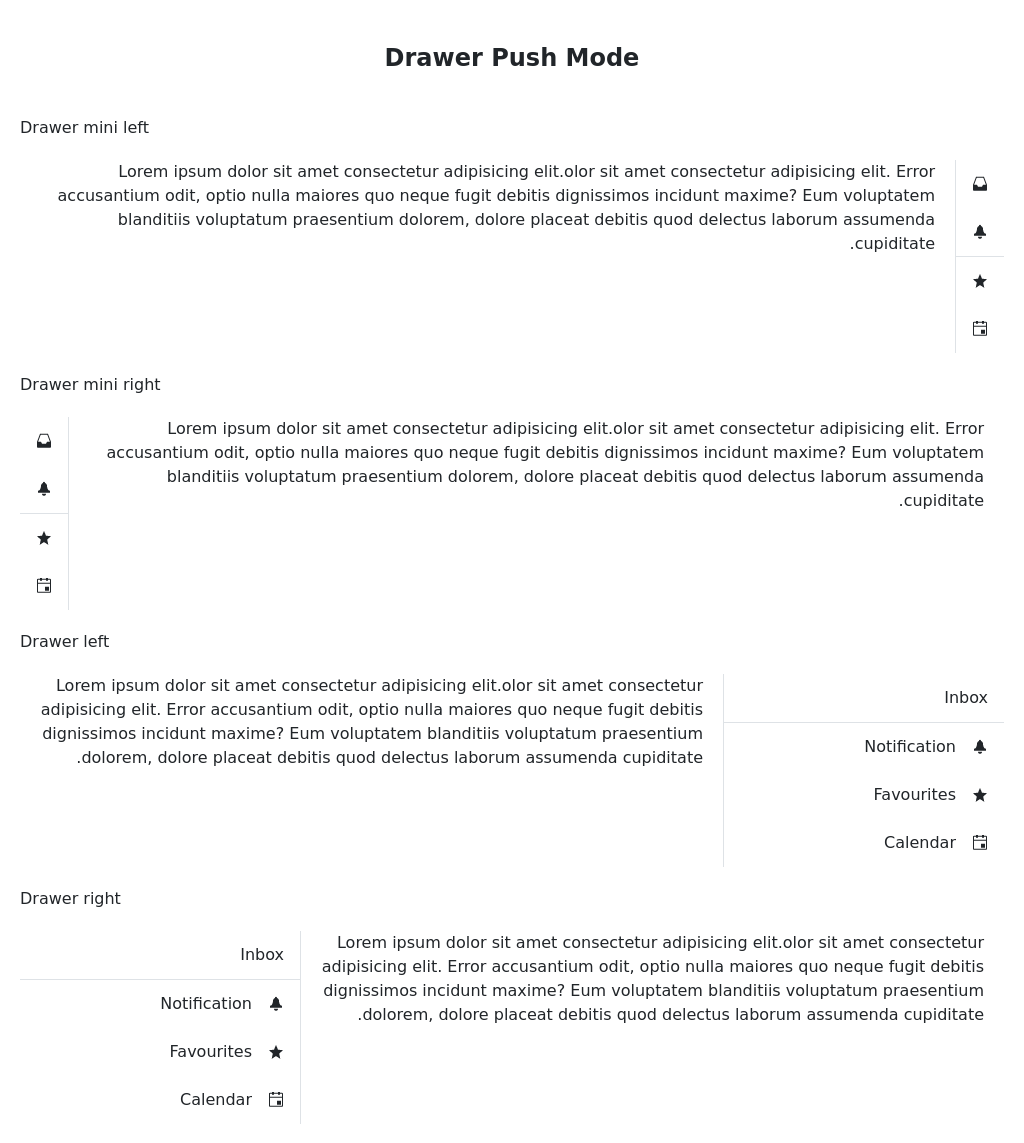 Drawer Push Mode
Drawer mini left
Lorem ipsum dolor sit amet consectetur adipisicing elit.olor sit amet consectetur adipisicing elit. Error
accusantium odit, optio nulla maiores quo neque fugit debitis dignissimos incidunt maxime? Eum voluptatem
blanditiis voluptatum praesentium dolorem, dolore placeat debitis quod delectus laborum assumenda
.cupiditate
Drawer mini right
Lorem ipsum dolor sit amet consectetur adipisicing elit.olor sit amet consectetur adipisicing elit. Error
accusantium odit, optio nulla maiores quo neque fugit debitis dignissimos incidunt maxime? Eum voluptatem
blanditiis voluptatum praesentium dolorem, dolore placeat debitis quod delectus laborum assumenda
.cupiditate
Drawer left
Lorem ipsum dolor sit amet consectetur adipisicing elit.olor sit amet consectetur
adipisicing elit. Error accusantium odit, optio nulla maiores quo neque fugit debitis
dignissimos incidunt maxime? Eum voluptatem blanditiis voluptatum praesentium
.dolorem, dolore placeat debitis quod delectus laborum assumenda cupiditate
Inbox
Notification
Favourites
Calendar
Drawer right
Inbox
Notification
Favourites
Calendar
Lorem ipsum dolor sit amet consectetur adipisicing elit.olor sit amet consectetur
adipisicing elit. Error accusantium odit, optio nulla maiores quo neque fugit debitis
dignissimos incidunt maxime? Eum voluptatem blanditiis voluptatum praesentium
.dolorem, dolore placeat debitis quod delectus laborum assumenda cupiditate